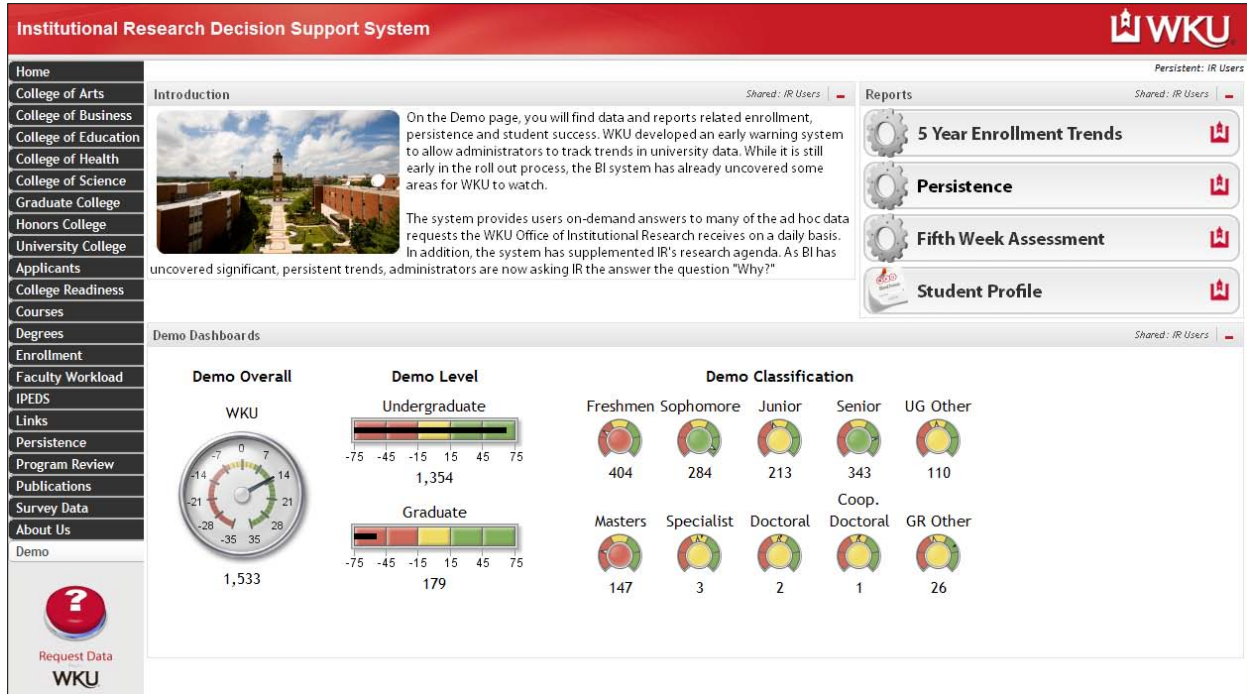 Institutional Research Decision Support System
WKU
Persistent: IR Users
Home
College of Arts
College of Business
College of Education
College of Health
College of Science
Graduate College
Honors College
University College
Applicants
College Readiness
Courses
Degrees
Enrollment
Faculty Workload
IPEDS
Links
Persistence
Program Review
Publications
Survey Data
About Us
Demo
?
Request Data
WKU
Introduction
Shared: IR Users
On the Demo page, you will find data and reports related enrollment,
persistence and student success. WKU developed an early warning system
to allow administrators to track trends in university data. While it is still
early in the roll out process, the BI system has already uncovered some
areas for WKU to watch.
The system provides users on-demand answers to many of the ad hoc data
requests the WKU Office of Institutional Research receives on a daily basis.
In addition, the system has supplemented IR's research agenda. As BI has
uncovered significant, persistent trends, administrators are now asking IR the answer the question "Why?"
Reports
Shared: IR Users
5 Year Enrollment Trends
Persistence
Fifth Week Assessment
Student Profile
Demo Dashboards
Shared: IR Users
Demo Overall
WKU
-7 0 7
-14 14
-21 21
-28 28
-35 35
1,533
Demo Level
Undergraduate
-75 -45 -15 15 45 75
1,354
Graduate
-75 -45 -15 15 45 75
179
Demo Classification
Freshmen Sophomore Junior Senior UG Other
404 284 213 343 110
Coop.
Masters Specialist Doctoral Doctoral GR Other
147 3 2 1 26